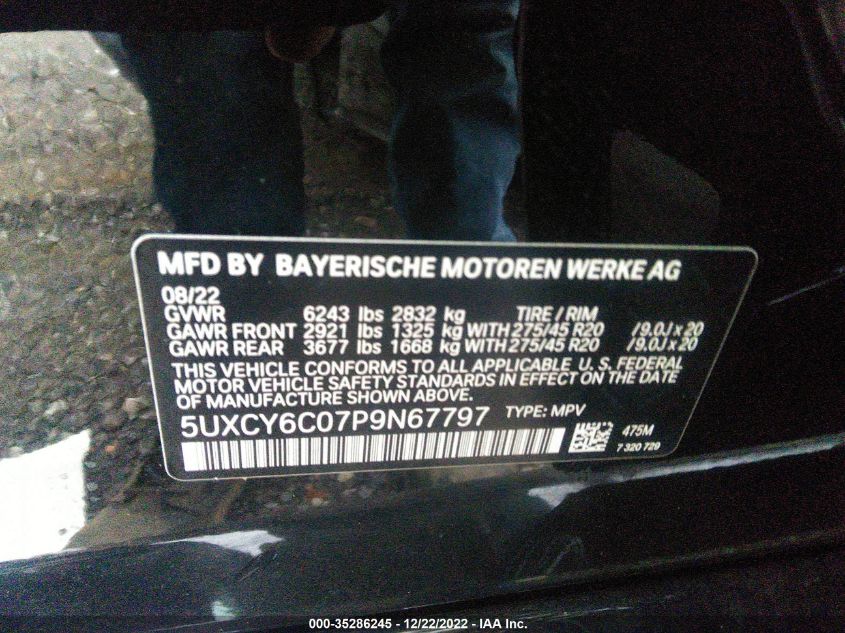 MFD BY BAYERISCHE MOTOREN WERKE AG
08/22
GVWR 6243 lbs 2832 kg TIRE / RIM
GAWR FRONT 2921 lbs 1325 kg WITH 275/45 R20 /9.0J x 20
GAWR REAR 3677 lbs 1668 kg WITH 275/45 R20 /9.0J x 20
THIS VEHICLE CONFORMS TO ALL APPLICABLE U. S. FEDERAL
MOTOR VEHICLE SAFETY STANDARDS IN EFFECT ON THE DATE
OF MANUFACTURE SHOWN ABOVE.
5UXCY6C07P9N67797 TYPE: MPV
475M
7 320 729
000-35286245 - 12/22/2022 - IAA Inc.